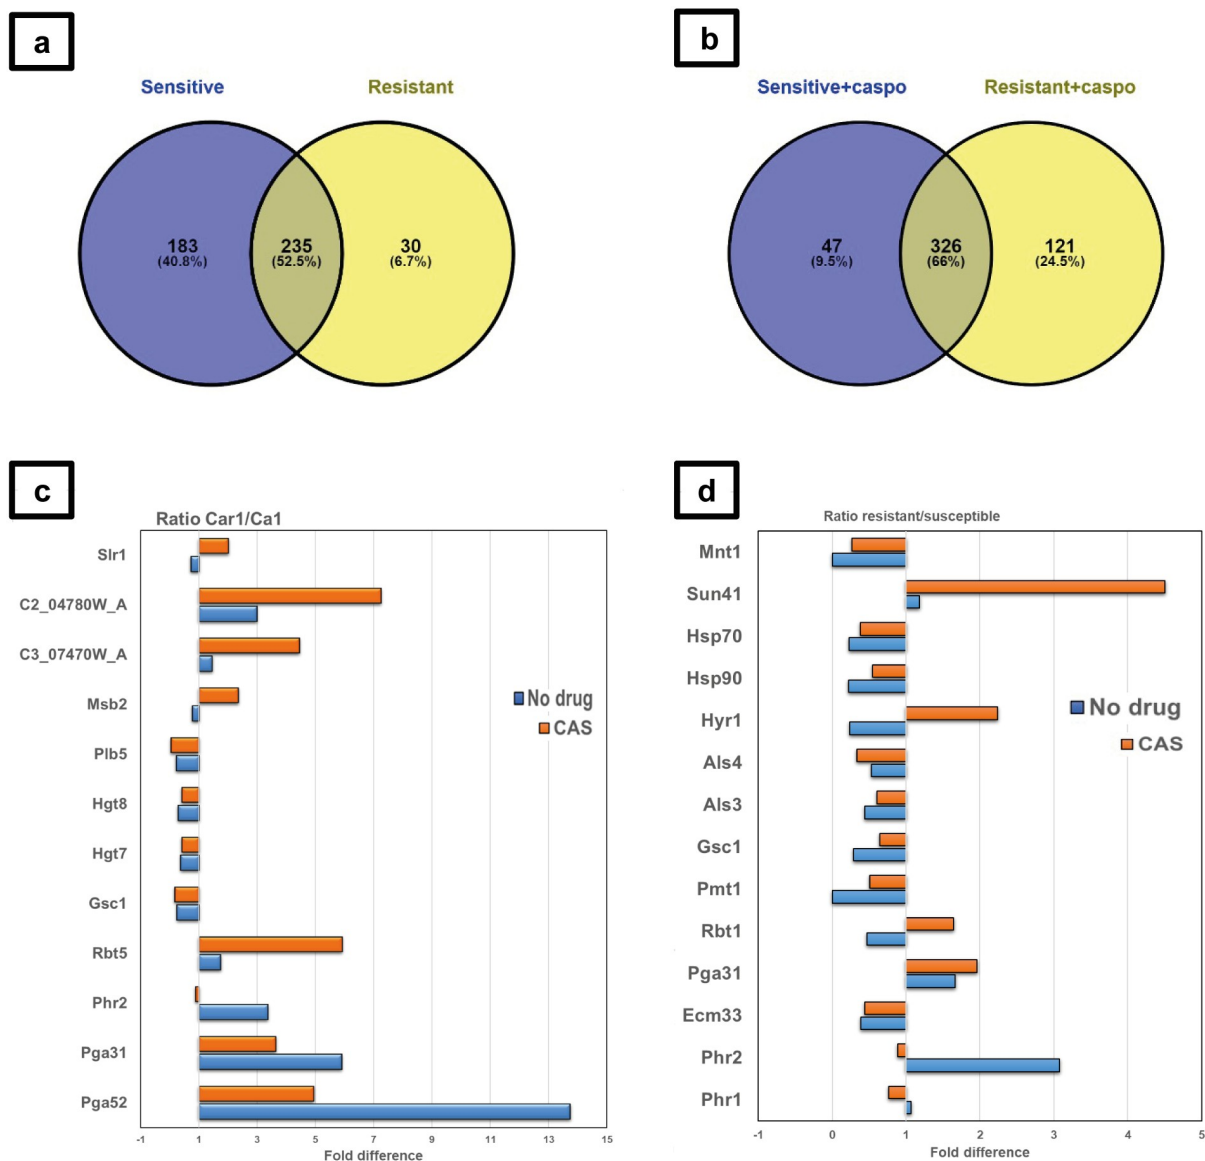 a
b
Sensitive
Resistant
183
(40.8%)
235
(52.5%)
30
(6.7%)
Sensitive+caspo
Resistant+caspo
47
(9.5%)
326
(66%)
121
(24.5%)
c
Ratio Car1/Ca1
Slr1
C2_04780W_A
C3_07470W_A
Msb2
Plb5
Hgt8
Hgt7
Gsc1
Rbt5
Phr2
Pga31
Pga52
No drug
CAS
-1 1 3 5 7 9 11 13 15
Fold difference
d
Ratio resistant/susceptible
Mnt1
Sun41
Hsp70
Hsp90
Hyr1
Als4
Als3
Gsc1
Pmt1
Rbt1
Pga31
Ecm33
Phr2
Phr1
No drug
CAS
-1 0 1 2 3 4 5
Fold difference